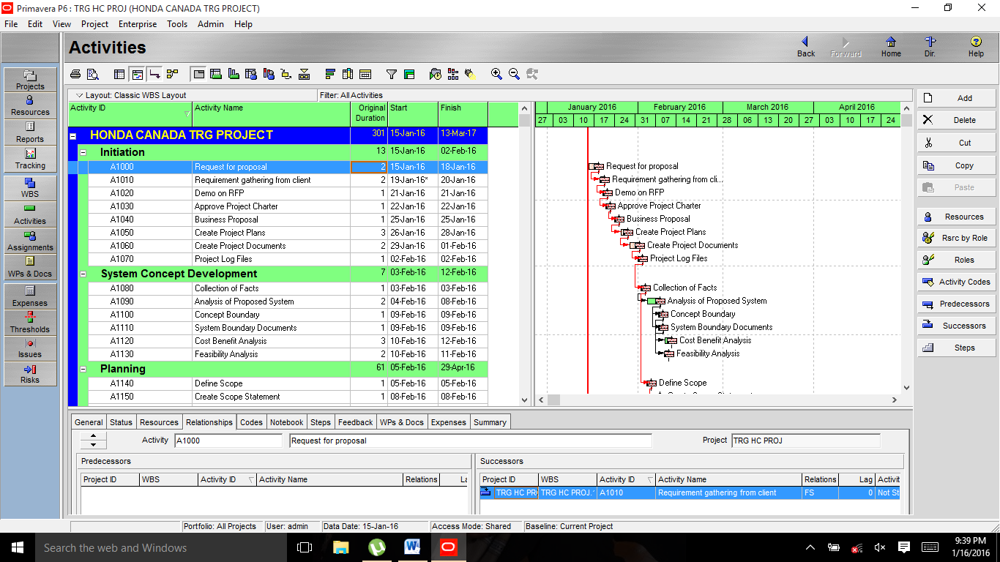 Primavera P6 : TRG HC PROJ (HONDA CANADA TRG PROJECT)
File Edit View Project Enterprise Tools Admin Help
Activities
Back Forward Home Dir. Help
Projects
Resources
Reports
Tracking
WBS
Activities
Assignments
WPs & Docs
Expenses
Thresholds
Issues
Risks
Layout: Classic WBS Layout Filter: All Activities
Activity ID Activity Name Original Duration Start Finish
HONDA CANADA TRG PROJECT 301 15-Jan-16 13-Mar-17
Initiation 13 15-Jan-16 02-Feb-16
A1000 Request for proposal 2 15-Jan-16 18-Jan-16
A1010 Requirement gathering from client 2 19-Jan-16* 20-Jan-16
A1020 Demo on RFP 1 21-Jan-16 21-Jan-16
A1030 Approve Project Charter 1 22-Jan-16 22-Jan-16
A1040 Business Proposal 1 25-Jan-16 25-Jan-16
A1050 Create Project Plans 3 26-Jan-16 28-Jan-16
A1060 Create Project Documents 2 29-Jan-16 01-Feb-16
A1070 Project Log Files 1 02-Feb-16 02-Feb-16
System Concept Development 7 03-Feb-16 12-Feb-16
A1080 Collection of Facts 1 03-Feb-16 03-Feb-16
A1090 Analysis of Proposed System 2 04-Feb-16 08-Feb-16
A1100 Concept Boundary 1 09-Feb-16 09-Feb-16
A1110 System Boundary Documents 1 09-Feb-16 09-Feb-16
A1120 Cost Benefit Analysis 3 10-Feb-16 12-Feb-16
A1130 Feasibility Analysis 2 10-Feb-16 11-Feb-16
Planning 61 05-Feb-16 29-Apr-16
A1140 Define Scope 1 05-Feb-16 05-Feb-16
A1150 Create Scope Statement 1 08-Feb-16 08-Feb-16
January 2016 February 2016 March 2016 April 2016
27 03 10 17 24 31 07 14 21 28 06 13 20 27 03 10 17 24
Request for proposal
Requirement gathering from cli...
Demo on RFP
Approve Project Charter
Business Proposal
Create Project Plans
Create Project Documents
Project Log Files
Collection of Facts
Analysis of Proposed System
Concept Boundary
System Boundary Documents
Cost Benefit Analysis
Feasibility Analysis
Define Scope
Add
Delete
Cut
Copy
Paste
Resources
Rsrc by Role
Roles
Activity Codes
Predecessors
Successors
Steps
General Status Resources Relationships Codes Notebook Steps Feedback WPs & Docs Expenses Summary
Activity A1000 Request for proposal Project TRG HC PROJ
Predecessors
Project ID WBS Activity ID Activity Name Relations La
Successors
Project ID WBS Activity ID Activity Name Relations Lag Activit
TRG HC PR TRG HC PROJ. A1010 Requirement gathering from client FS 0 Not St
Portfolio: All Projects User: admin Data Date: 15-Jan-16 Access Mode: Shared Baseline: Current Project
Search the web and Windows
9:39 PM
1/16/2016